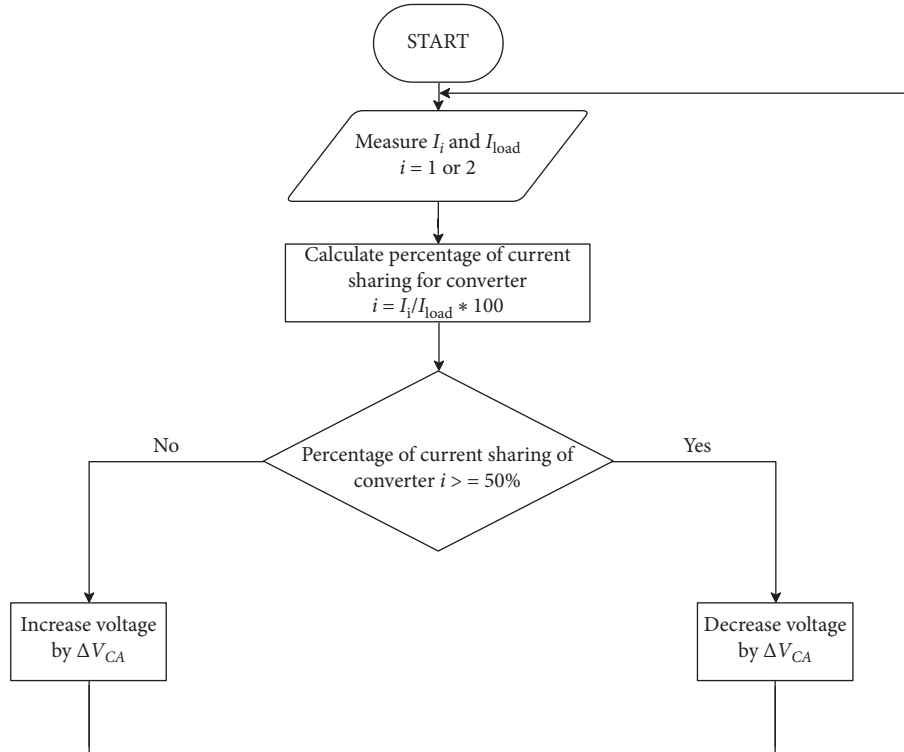 START
Measure I_i and I_load
i = 1 or 2
Calculate percentage of current
sharing for converter
i = I_i/I_load * 100
No
Yes
Percentage of current sharing of
converter i > = 50%
Increase voltage
by ΔV_CA
Decrease voltage
by ΔV_CA